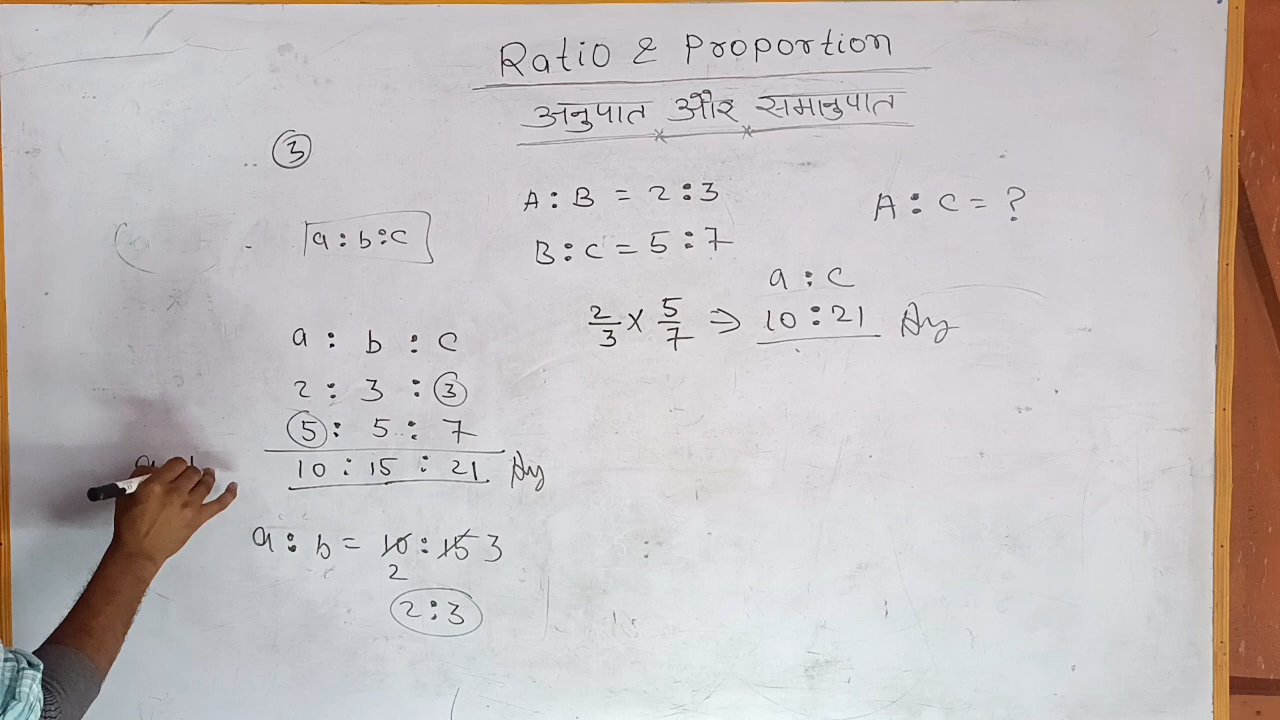 Ratio & Proportion
अनुपात और समानुपात
3
A : B = 2 : 3
A : C = ?
a : b : c
B : C = 5 : 7
a : c
2/3 × 5/7 ⇒ 10 : 21 Ans
a : b : c
2 : 3 : 3
5 : 5 : 7
10 : 15 : 21 Ans
a : b = 10 : 15 3
2
2 : 3